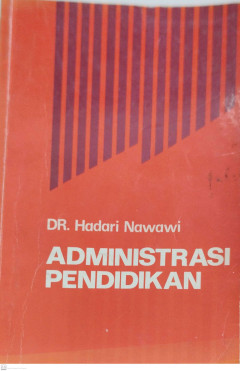 DR. Hadari Nawawi
ADMINISTRASI
PENDIDIKAN